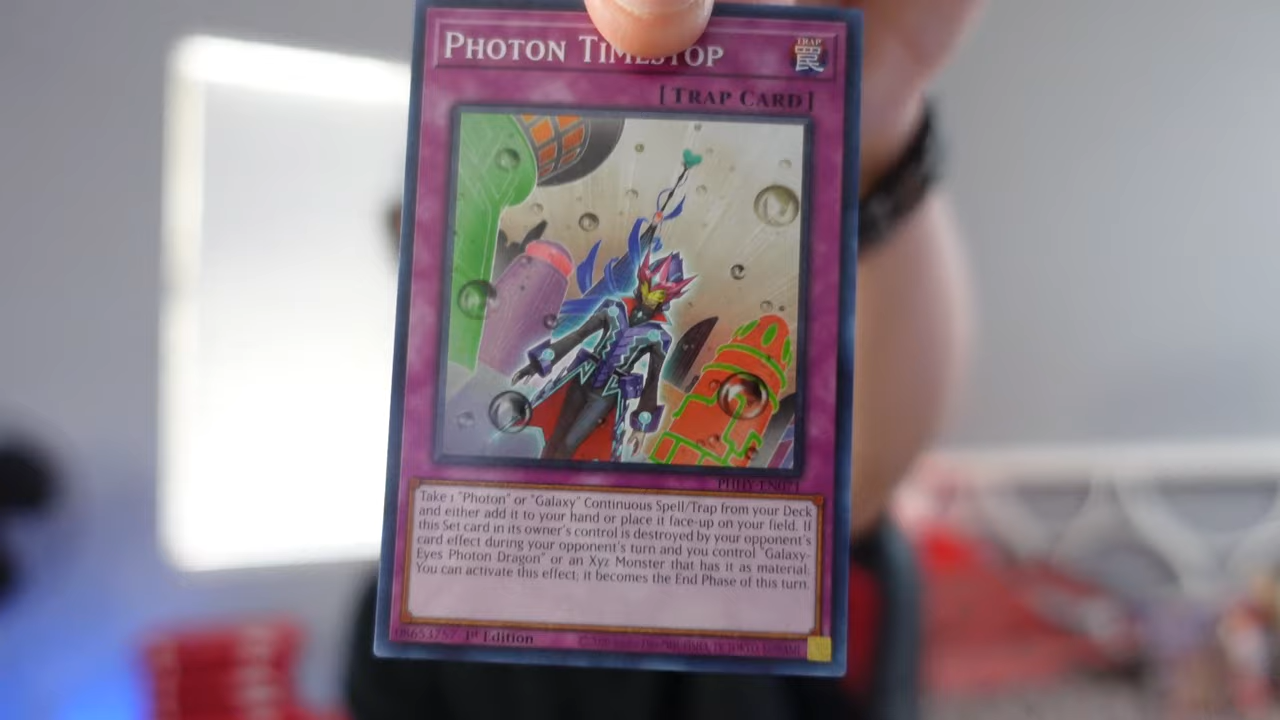 PHOTON TIMESTOP
TRAP
罠
[TRAP CARD]
PHHY-EN071
Take 1 "Photon" or "Galaxy" Continuous Spell/Trap from your Deck
and either add it to your hand or place it face-up on your field. If
this Set card in its owner's control is destroyed by your opponent's
card effect during your opponent's turn and you control "Galaxy-
Eyes Photon Dragon" or an Xyz Monster that has it as material:
You can activate this effect; it becomes the End Phase of this turn.
08653757 1st Edition